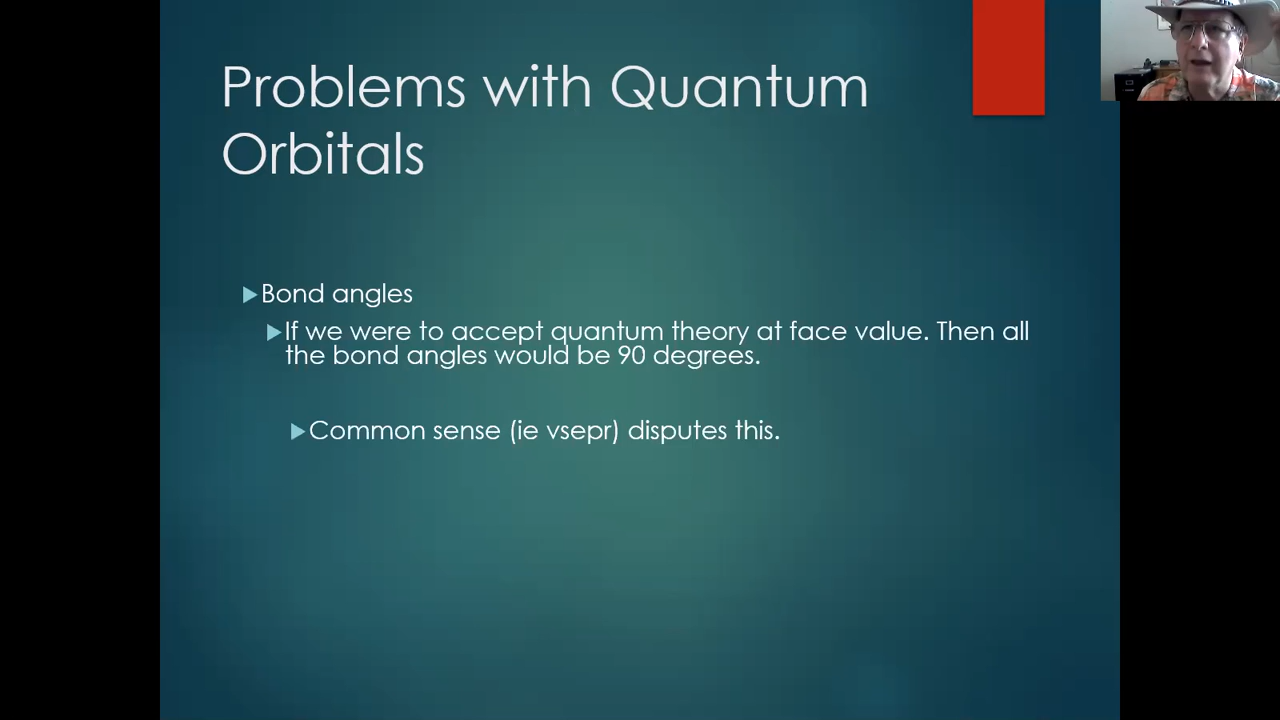 Problems with Quantum
Orbitals
Bond angles
If we were to accept quantum theory at face value. Then all
the bond angles would be 90 degrees.
Common sense (ie vsepr) disputes this.